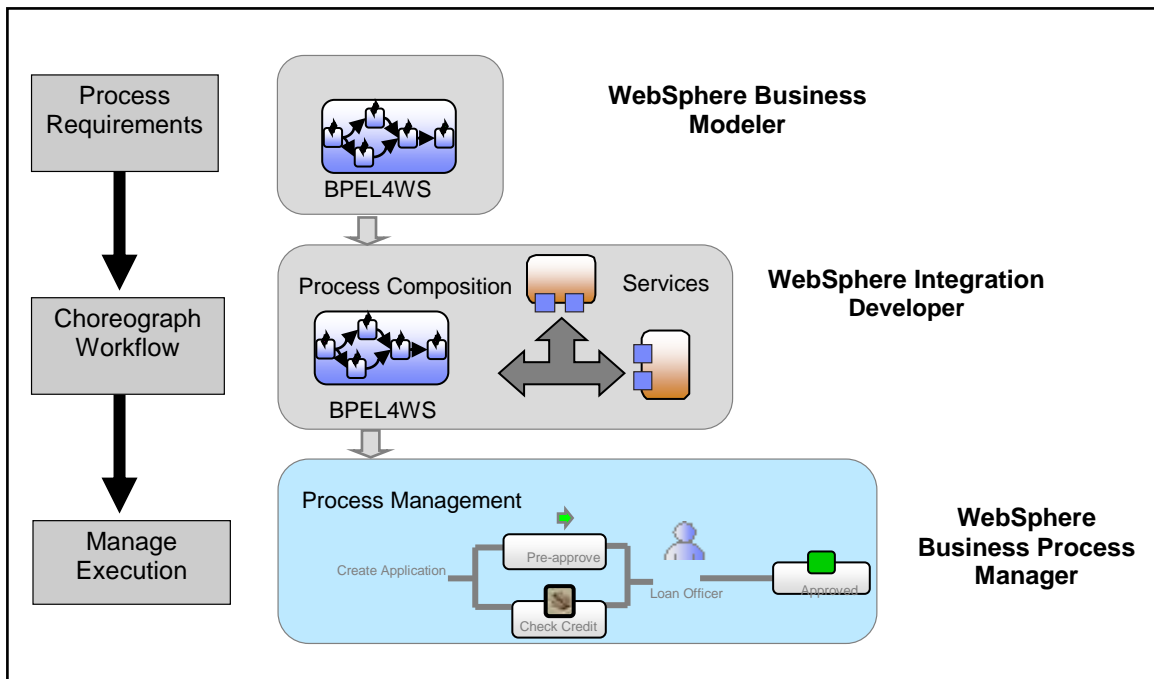 Process
Requirements
WebSphere Business
Modeler
BPEL4WS
Process Composition
Services
WebSphere Integration
Developer
Choreograph
Workflow
BPEL4WS
Process Management
WebSphere
Business Process
Manager
Manage
Execution
Pre-approve
Create Application
Loan Officer
Approved
Check Credit